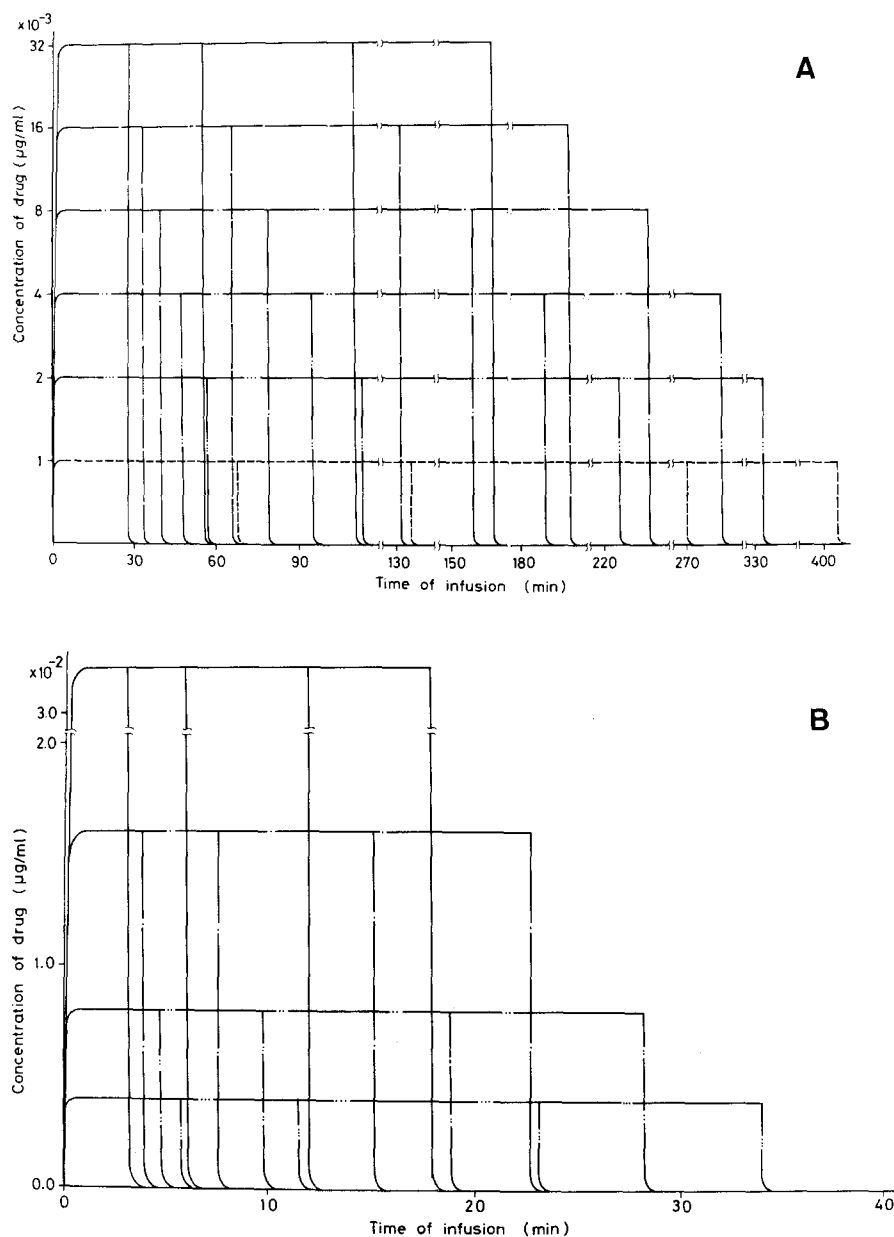 ×10⁻³
A
32
16
8
4
2
1
Concentration of drug (µg/ml)
0 30 60 90 130 150 180 220 270 330 400
Time of infusion (min)
×10⁻²
B
3.0
2.0
1.0
0.0
Concentration of drug (µg/ml)
0 10 20 30 40
Time of infusion (min)